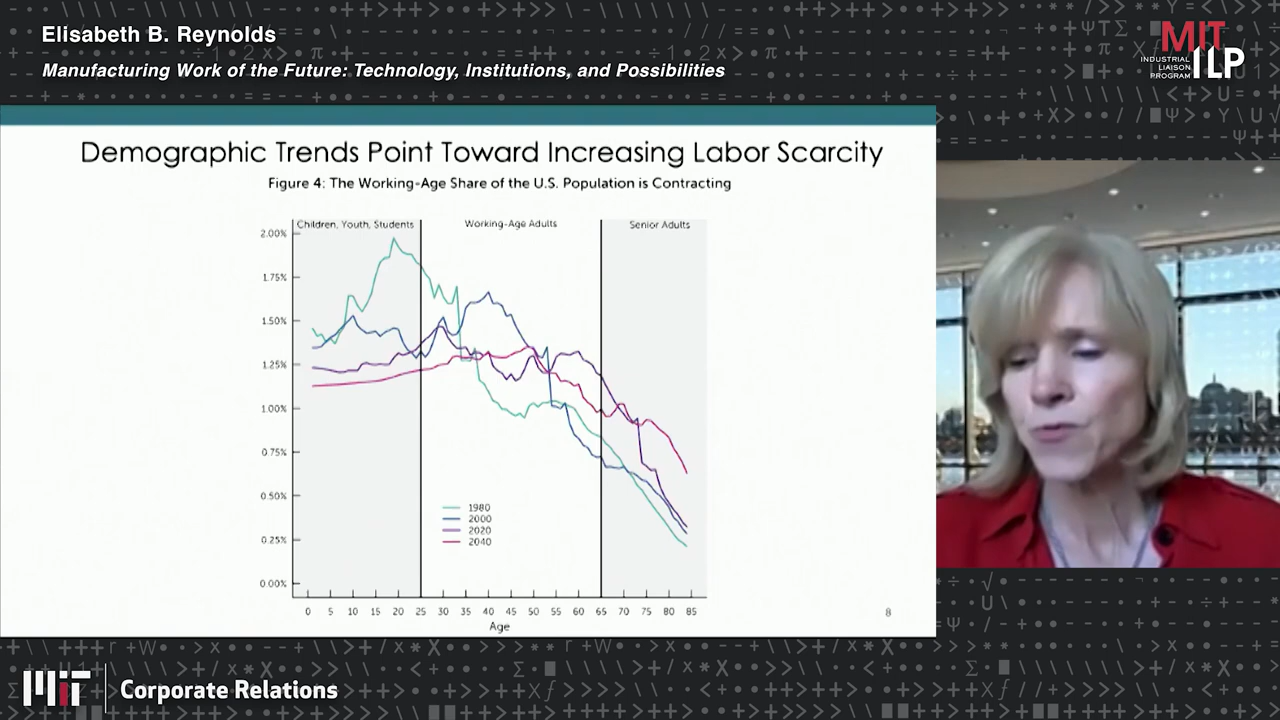 Elisabeth B. Reynolds
Manufacturing Work of the Future: Technology, Institutions, and Possibilities
MIT
INDUSTRIAL
LIAISON
PROGRAM
ILP
Demographic Trends Point Toward Increasing Labor Scarcity
Figure 4: The Working-Age Share of the U.S. Population is Contracting
Children, Youth, Students
Working-Age Adults
Senior Adults
2.00%
1.75%
1.50%
1.25%
1.00%
0.75%
0.50%
0.25%
0.00%
1980
2000
2020
2040
0 5 10 15 20 25 30 35 40 45 50 55 60 65 70 75 80 85
Age
8
MIT
Corporate Relations